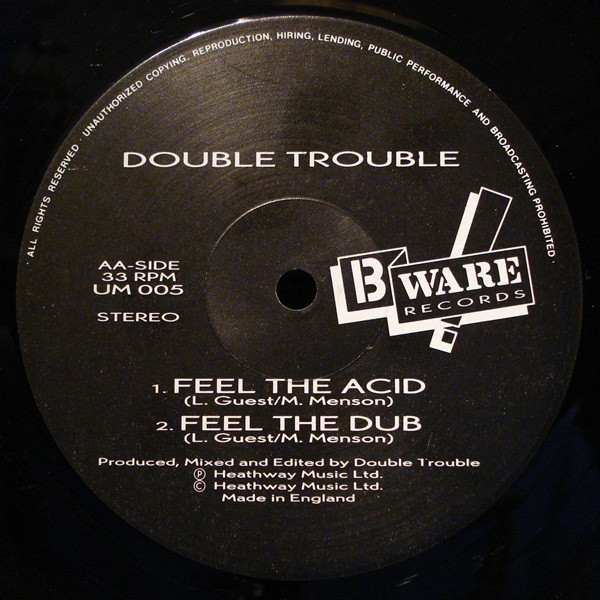 · ALL RIGHTS RESERVED · UNAUTHORIZED COPYING, REPRODUCTION, HIRING, LENDING, PUBLIC PERFORMANCE AND BROADCASTING PROHIBITED ·
DOUBLE TROUBLE
B WARE
RECORDS
AA-SIDE
33 RPM
UM 005
STEREO
1. FEEL THE ACID
(L. Guest/M. Menson)
2. FEEL THE DUB
(L. Guest/M. Menson)
Produced, Mixed and Edited by Double Trouble
Ⓟ Heathway Music Ltd.
© Heathway Music Ltd.
Made in England